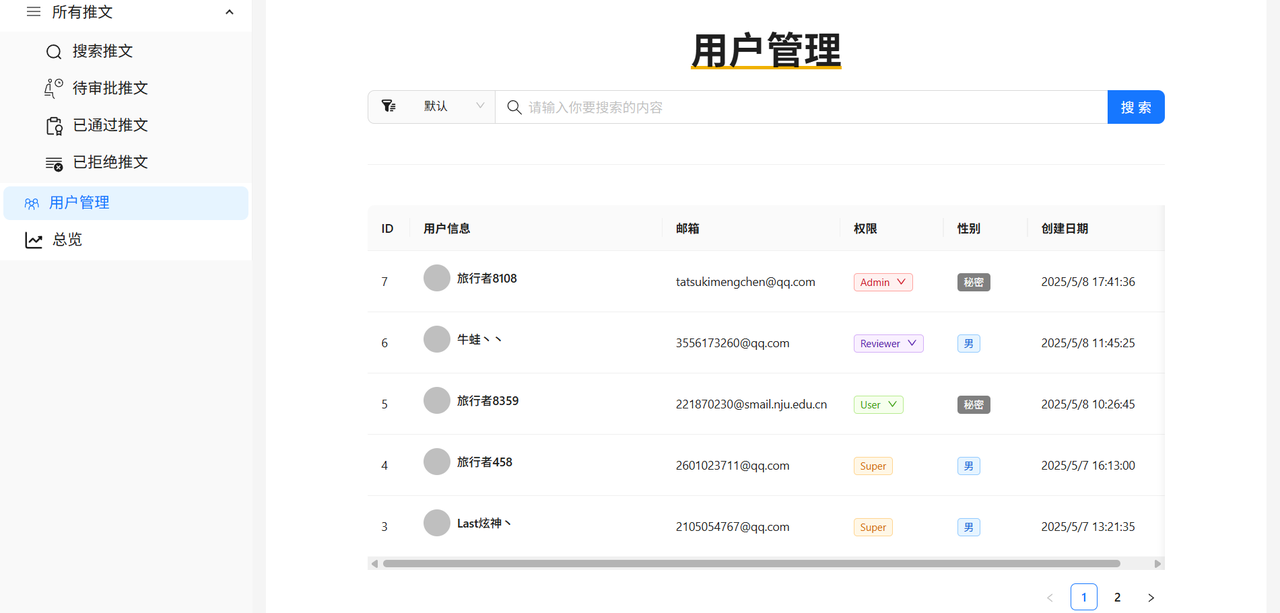 所有推文
搜索推文
待审批推文
已通过推文
已拒绝推文
用户管理
总览
用户管理
默认 请输入你要搜索的内容 搜 索
ID 用户信息 邮箱 权限 性别 创建日期
7 旅行者8108 tatsukimengchen@qq.com Admin 秘密 2025/5/8 17:41:36
6 牛蛙丶丶 3556173260@qq.com Reviewer 男 2025/5/8 11:45:25
5 旅行者8359 221870230@smail.nju.edu.cn User 秘密 2025/5/8 10:26:45
4 旅行者458 2601023711@qq.com Super 男 2025/5/7 16:13:00
3 Last炫神丶 2105054767@qq.com Super 男 2025/5/7 13:21:35
1 2